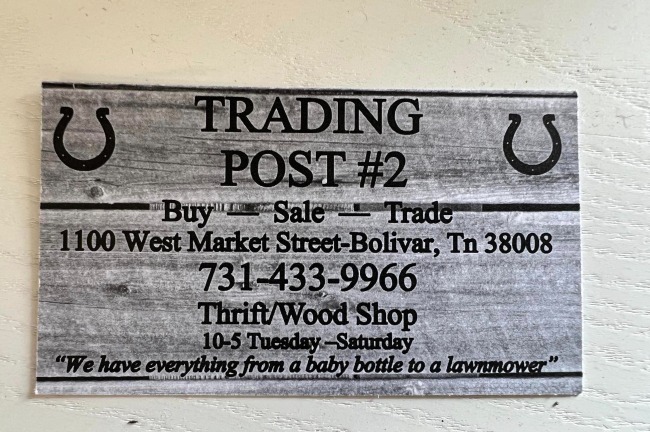 TRADING
POST #2
Buy — Sale — Trade
1100 West Market Street-Bolivar, Tn 38008
731-433-9966
Thrift/Wood Shop
10-5 Tuesday –Saturday
“We have everything from a baby bottle to a lawnmower”